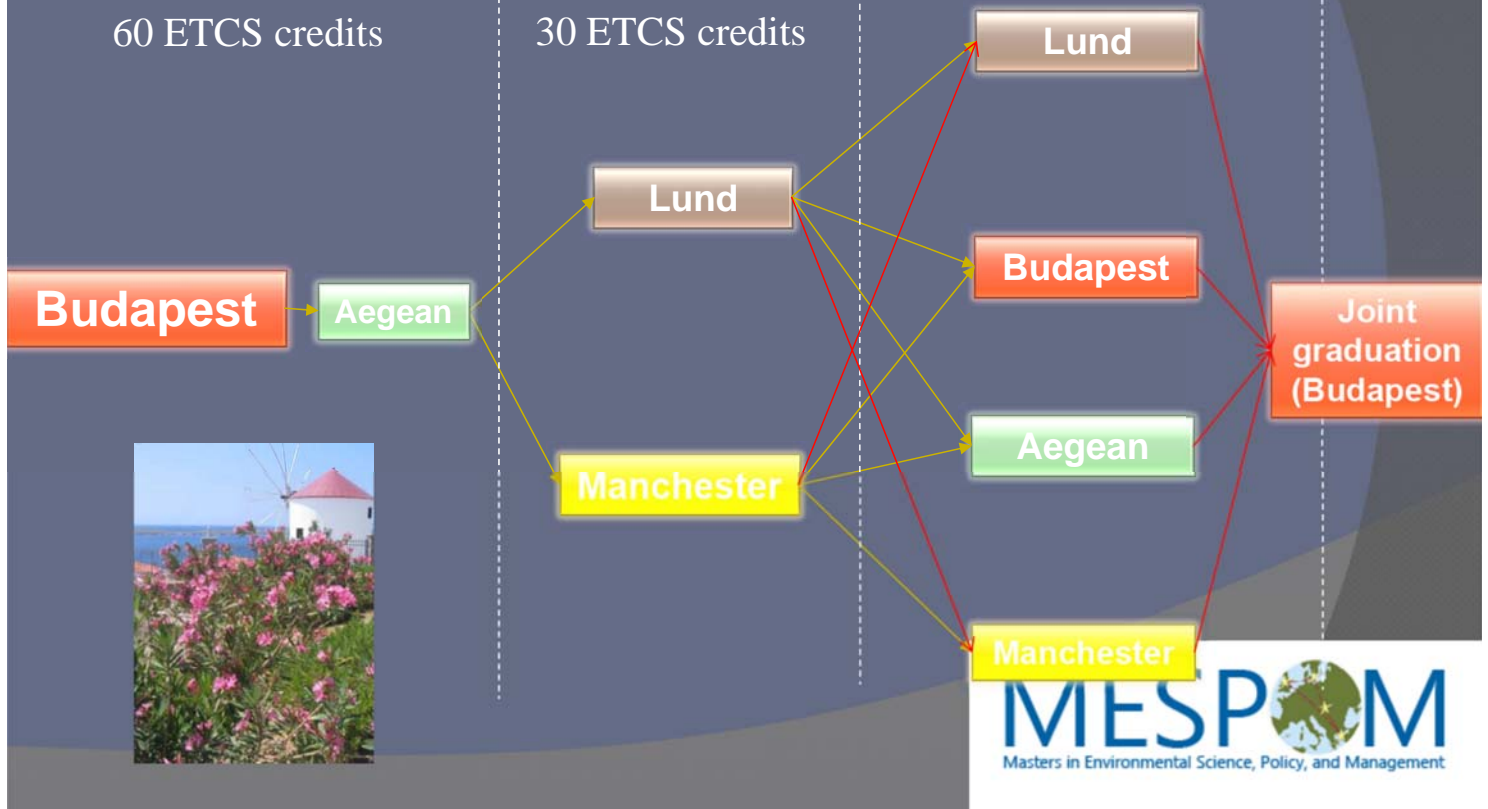 60 ETCS credits
30 ETCS credits
Budapest
Aegean
Lund
Manchester
Lund
Budapest
Aegean
Manchester
Joint
graduation
(Budapest)
MESPOM
Masters in Environmental Science, Policy, and Management